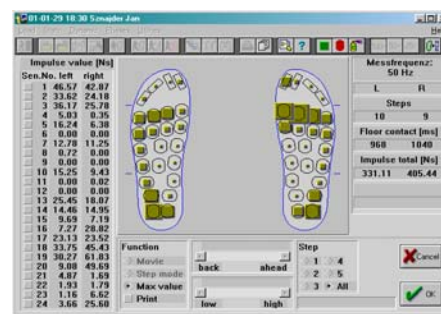 01-01-29 18:30 Sznajder Jan
Impulse value [Ns]
Sen.No. left right
1 46.57 42.87
2 33.62 24.18
3 36.17 25.78
4 5.03 0.35
5 16.24 6.38
6 0.00 0.00
7 12.78 11.25
8 0.72 0.00
9 0.00 0.00
10 15.25 9.43
11 0.00 0.02
12 0.00 0.00
13 25.45 18.07
14 14.46 14.95
15 9.69 7.19
16 7.27 28.82
17 23.13 23.52
18 33.75 45.43
19 30.27 61.83
20 9.08 49.69
21 4.87 1.69
22 1.93 1.79
23 1.16 6.62
24 3.66 25.60
Messfrequenz:
50 Hz
L R
Steps
10 9
Floor contact [ms]
968 1040
Impulse total [Ns]
331.11 405.44
Function
Movie
Step mode
Max value
Print
back ahead
low high
Step
1 4
2 5
3 All
Cancel
OK